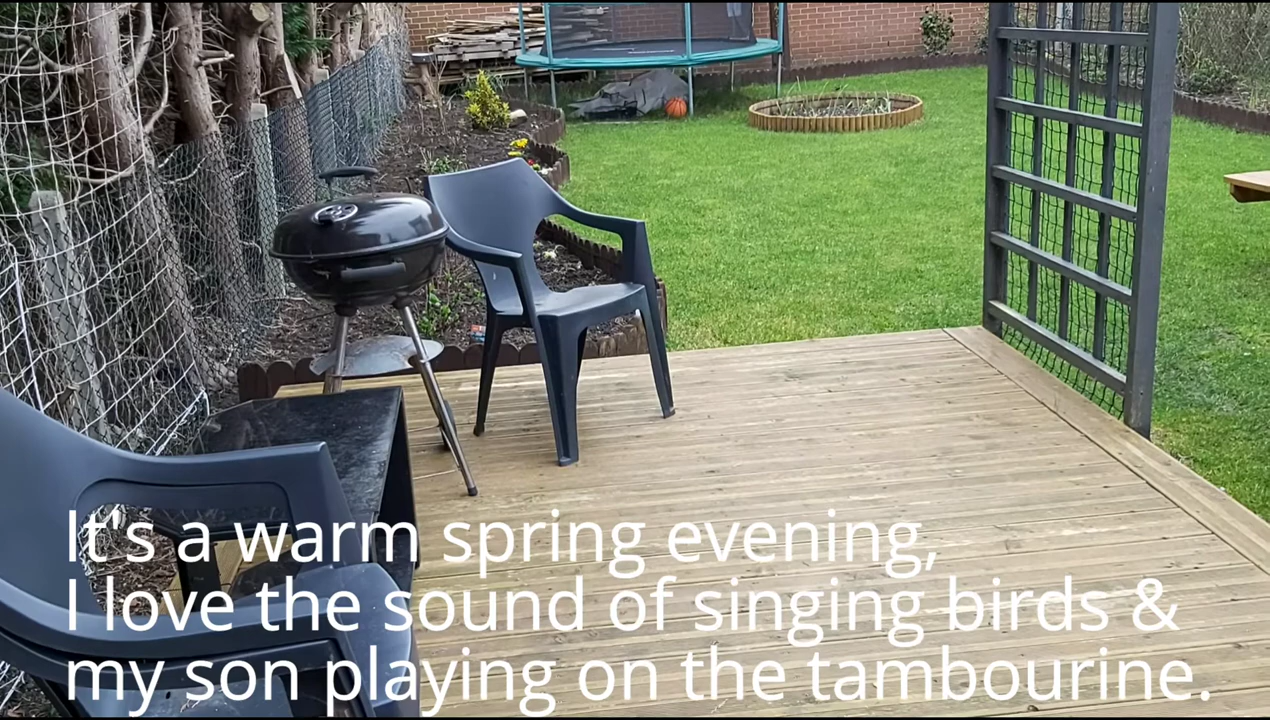 It's a warm spring evening,
I love the sound of singing birds &
my son playing on the tambourine.